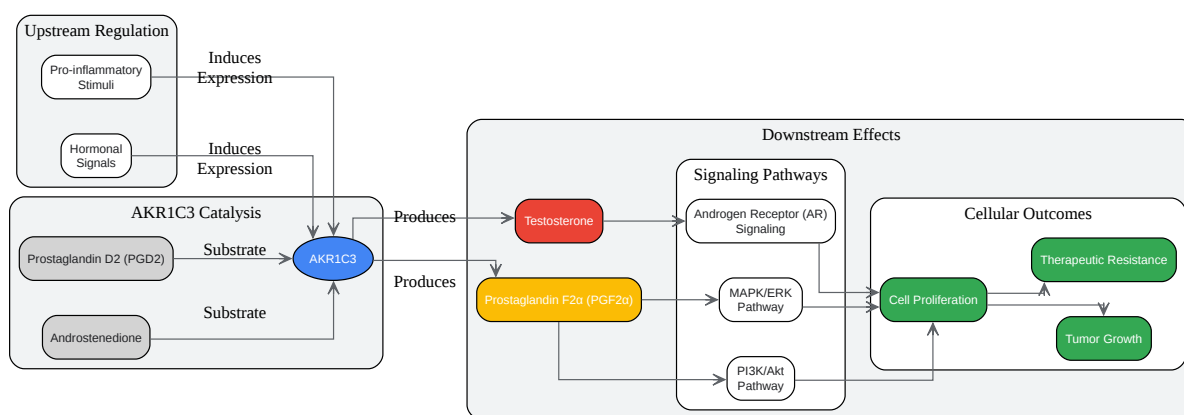 Upstream Regulation
Pro-inflammatory
Stimuli
Induces
Expression
Hormonal
Signals
Induces
Expression
AKR1C3 Catalysis
Prostaglandin D2 (PGD2)
Substrate
AKR1C3
Androstenedione
Substrate
Produces
Produces
Downstream Effects
Testosterone
Prostaglandin F2α (PGF2α)
Signaling Pathways
Androgen Receptor (AR)
Signaling
MAPK/ERK
Pathway
PI3K/Akt
Pathway
Cellular Outcomes
Cell Proliferation
Therapeutic Resistance
Tumor Growth